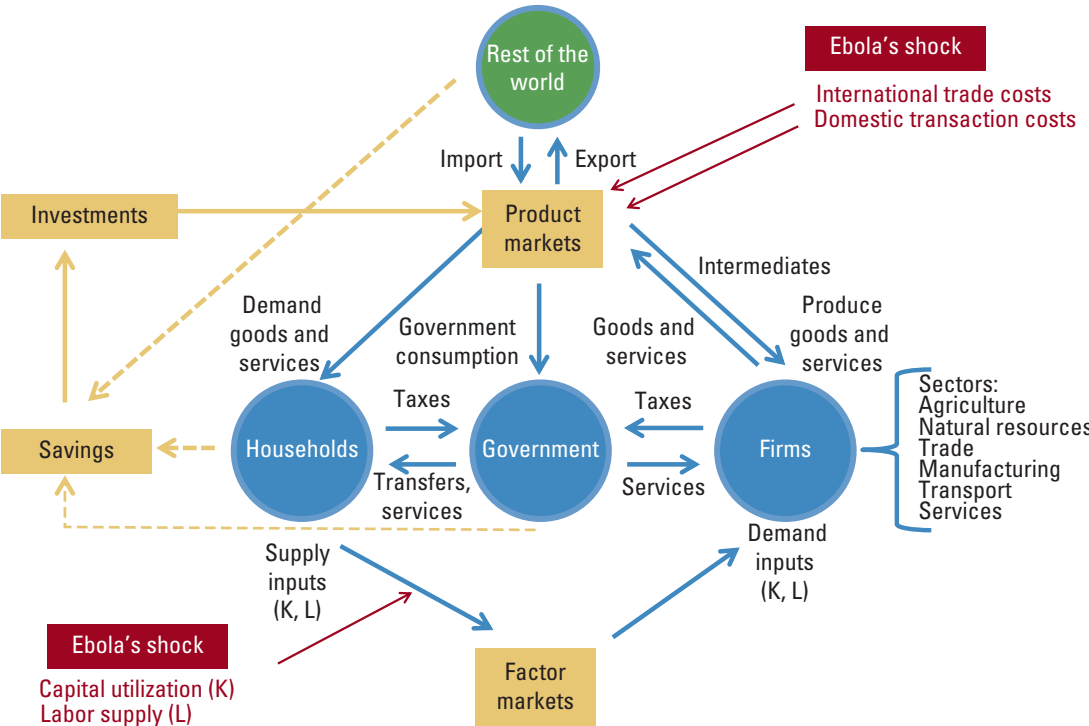 Rest of the
world
Ebola's shock
International trade costs
Domestic transaction costs
Import
Export
Investments
Product
markets
Intermediates
Demand
goods and
services
Government
consumption
Goods and
services
Produce
goods and
services
Taxes
Taxes
Sectors:
Agriculture
Natural resources
Trade
Manufacturing
Transport
Services
Savings
Households
Government
Firms
Transfers,
services
Services
Supply
inputs
(K, L)
Demand
inputs
(K, L)
Ebola's shock
Capital utilization (K)
Labor supply (L)
Factor
markets